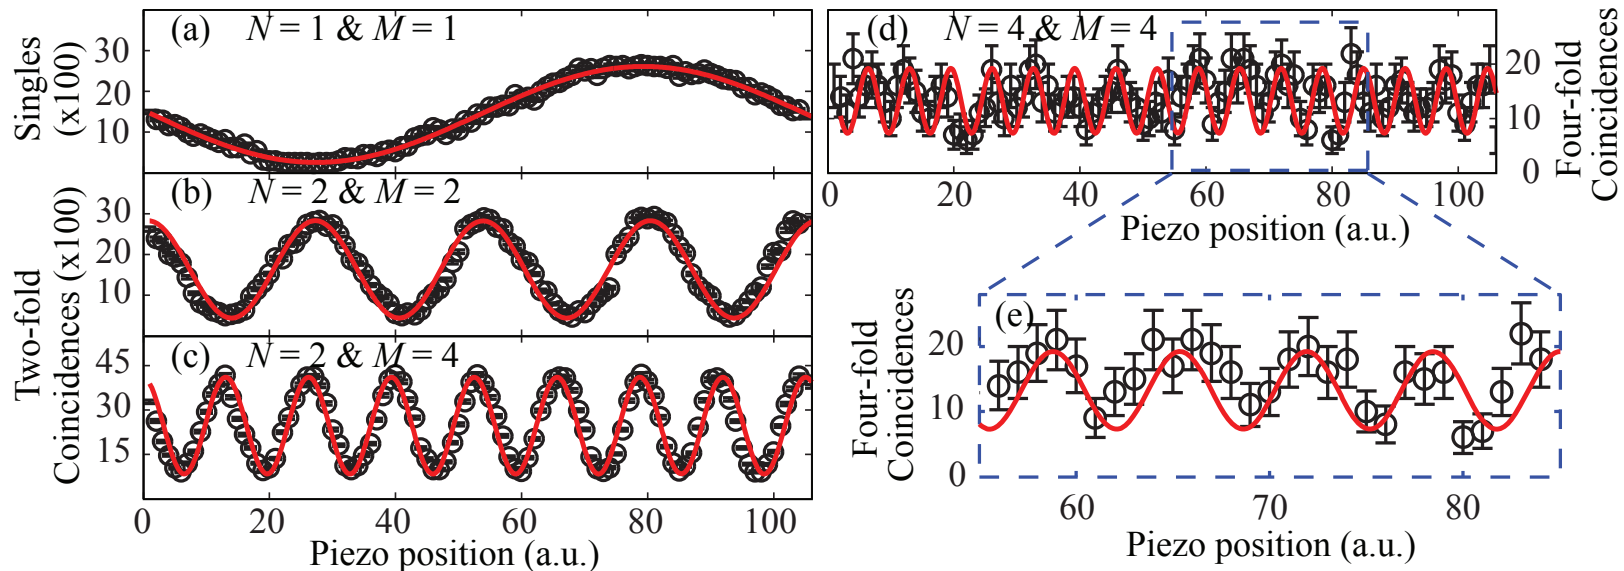 (a) N = 1 & M = 1
Singles
(x100)
30
20
10
(b) N = 2 & M = 2
Two-fold
Coincidences (x100)
30
20
10
(c) N = 2 & M = 4
45
30
15
0 20 40 60 80 100
Piezo position (a.u.)
(d) N = 4 & M = 4
20
10
0
Four-fold
Coincidences
20 40 60 80 100
Piezo position (a.u.)
(e)
Four-fold
Coincidences
20
10
0
60 70 80
Piezo position (a.u.)